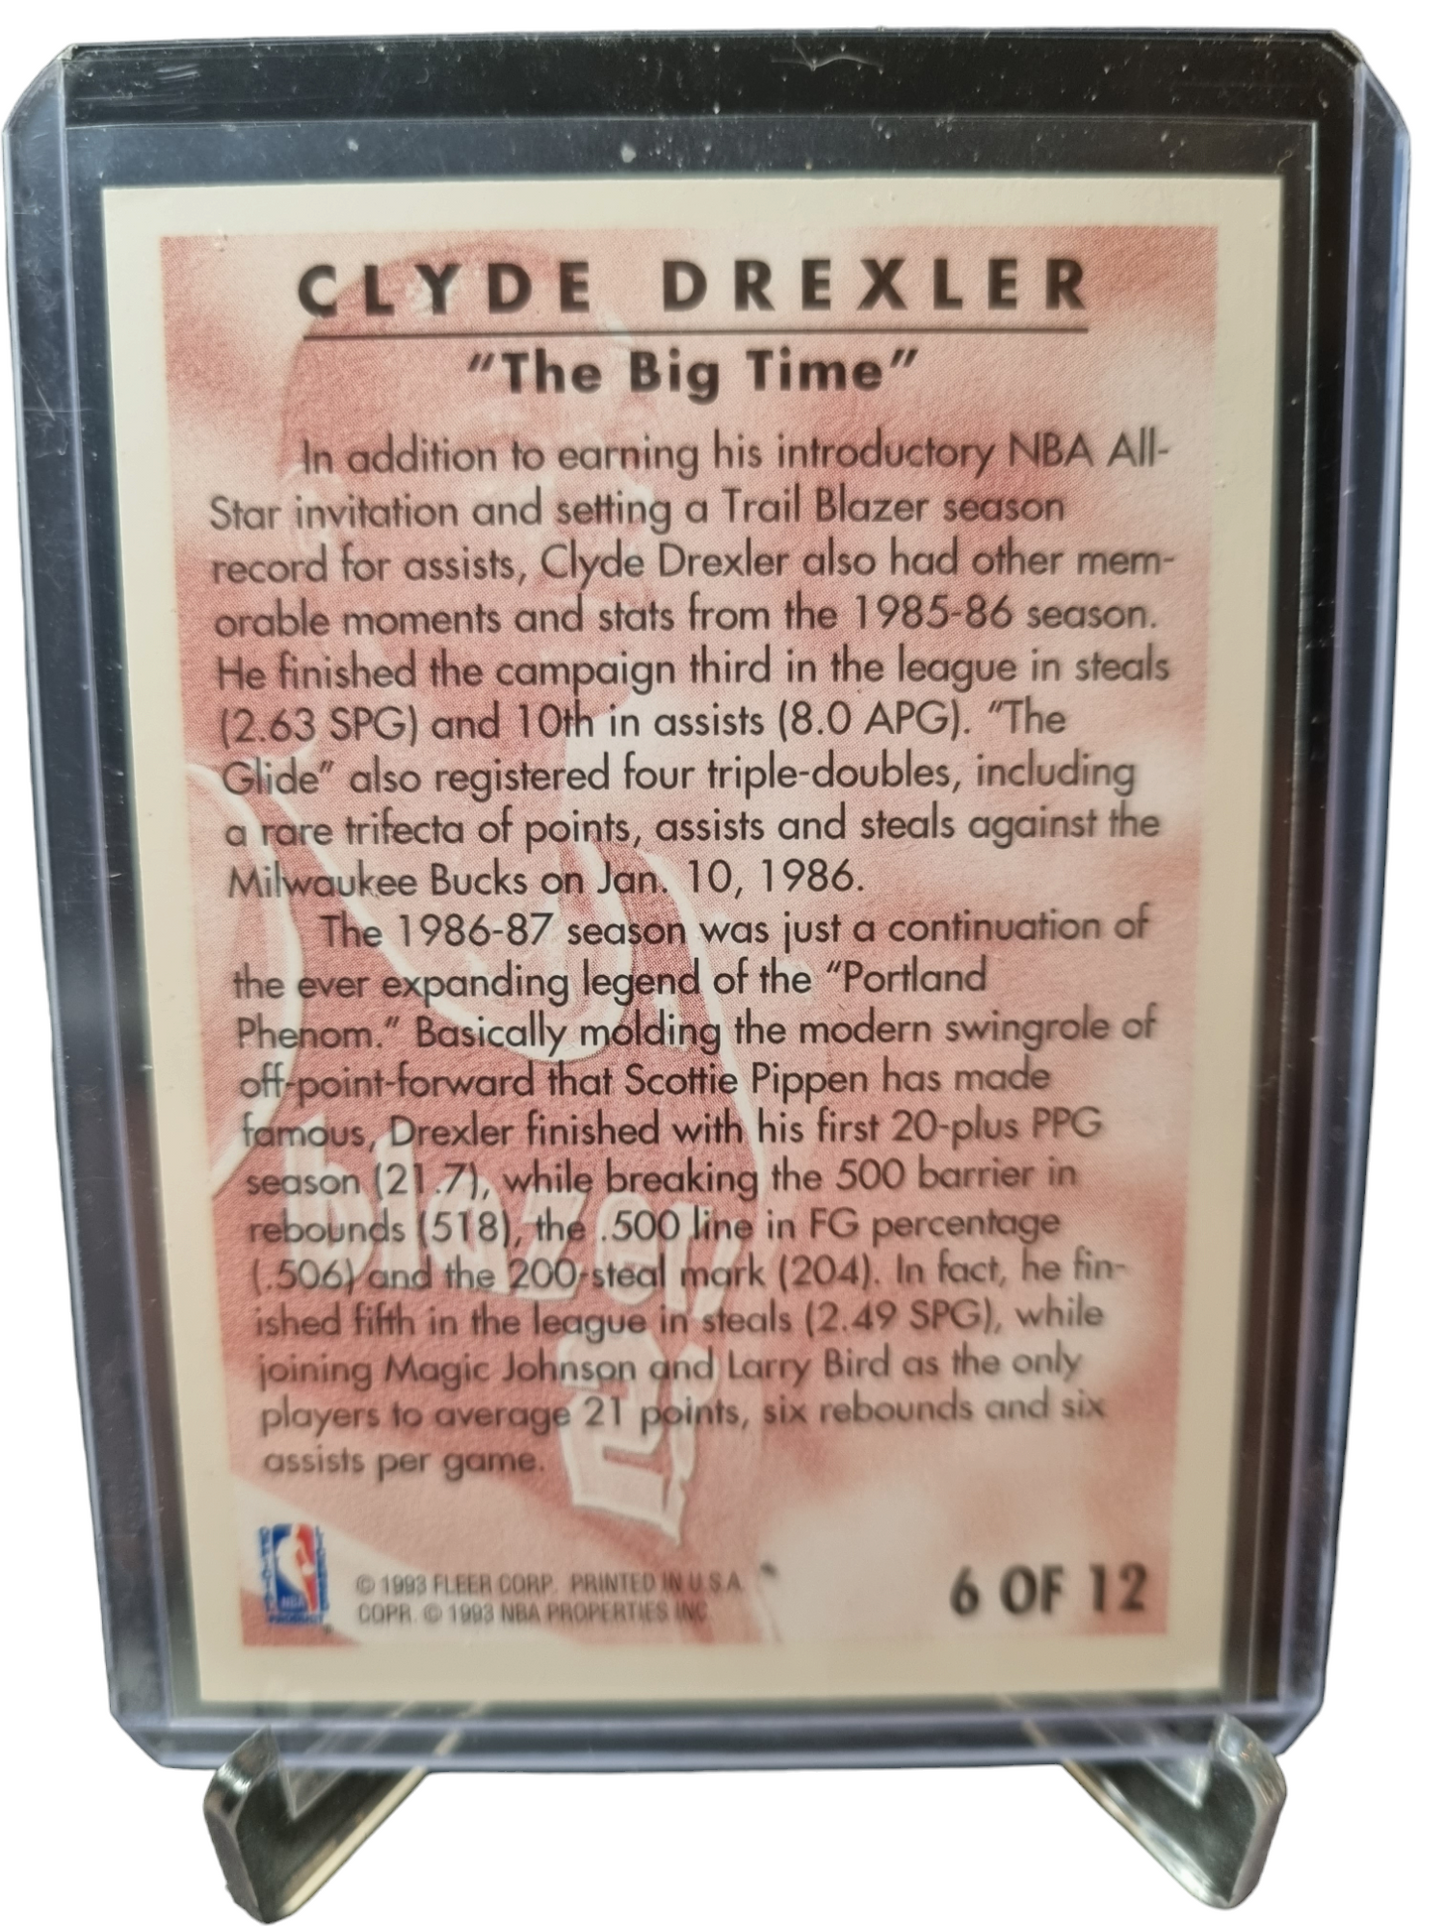 CLYDE DREXLER
"The Big Time"
In addition to earning his introductory NBA All-
Star invitation and setting a Trail Blazer season
record for assists, Clyde Drexler also had other mem-
orable moments and stats from the 1985-86 season.
He finished the campaign third in the league in steals
(2.63 SPG) and 10th in assists (8.0 APG). "The
Glide" also registered four triple-doubles, including
a rare trifecta of points, assists and steals against the
Milwaukee Bucks on Jan. 10, 1986.
The 1986-87 season was just a continuation of
the ever expanding legend of the "Portland
Phenom." Basically molding the modern swingrole of
off-point-forward that Scottie Pippen has made
famous, Drexler finished with his first 20-plus PPG
season (21.7), while breaking the 500 barrier in
rebounds (518), the .500 line in FG percentage
(.506) and the 200-steal mark (204). In fact, he fin-
ished fifth in the league in steals (2.49 SPG), while
joining Magic Johnson and Larry Bird as the only
players to average 21 points, six rebounds and six
assists per game.
© 1993 FLEER CORP. PRINTED IN U.S.A.
COPR. © 1993 NBA PROPERTIES INC.
6 OF 12
blazer
NBA